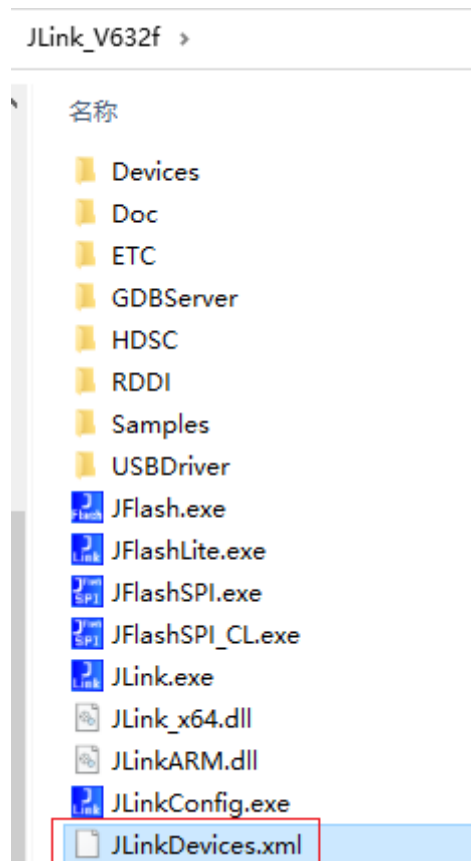 JLink_V632f >
名称
Devices
Doc
ETC
GDBServer
HDSC
RDDI
Samples
USBDriver
JFlash.exe
JFlashLite.exe
JFlashSPI.exe
JFlashSPI_CL.exe
JLink.exe
JLink_x64.dll
JLinkARM.dll
JLinkConfig.exe
JLinkDevices.xml